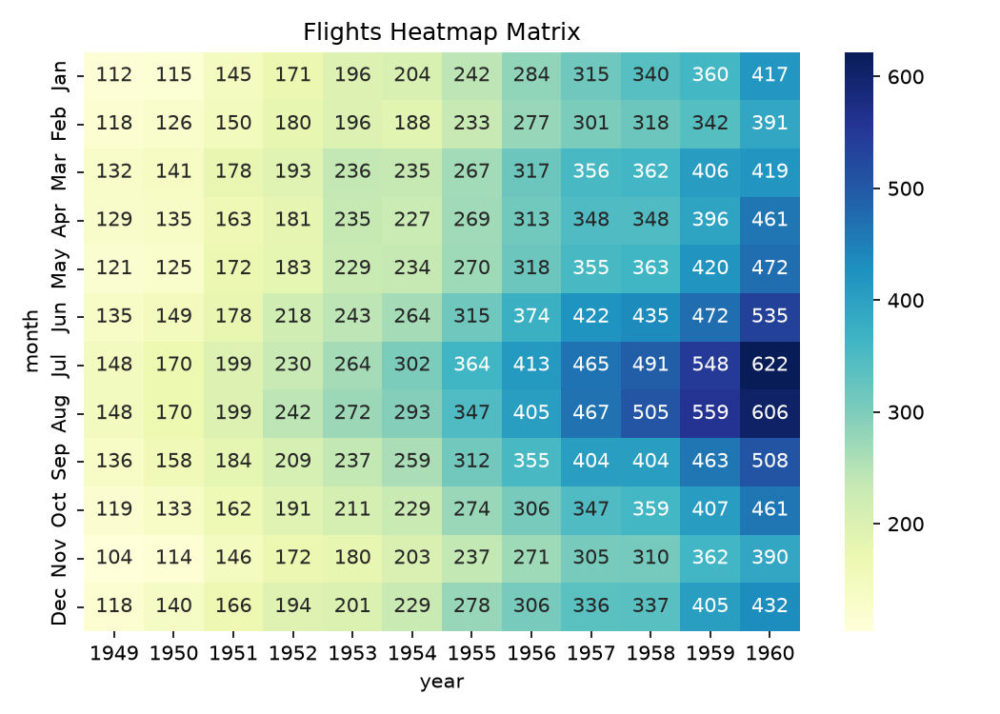 Flights Heatmap Matrix
Jan 112 115 145 171 196 204 242 284 315 340 360 417
Feb 118 126 150 180 196 188 233 277 301 318 342 391
Mar 132 141 178 193 236 235 267 317 356 362 406 419
Apr 129 135 163 181 235 227 269 313 348 348 396 461
May 121 125 172 183 229 234 270 318 355 363 420 472
Jun 135 149 178 218 243 264 315 374 422 435 472 535
Jul 148 170 199 230 264 302 364 413 465 491 548 622
Aug 148 170 199 242 272 293 347 405 467 505 559 606
Sep 136 158 184 209 237 259 312 355 404 404 463 508
Oct 119 133 162 191 211 229 274 306 347 359 407 461
Nov 104 114 146 172 180 203 237 271 305 310 362 390
Dec 118 140 166 194 201 229 278 306 336 337 405 432
1949 1950 1951 1952 1953 1954 1955 1956 1957 1958 1959 1960
year
month
600
500
400
300
200